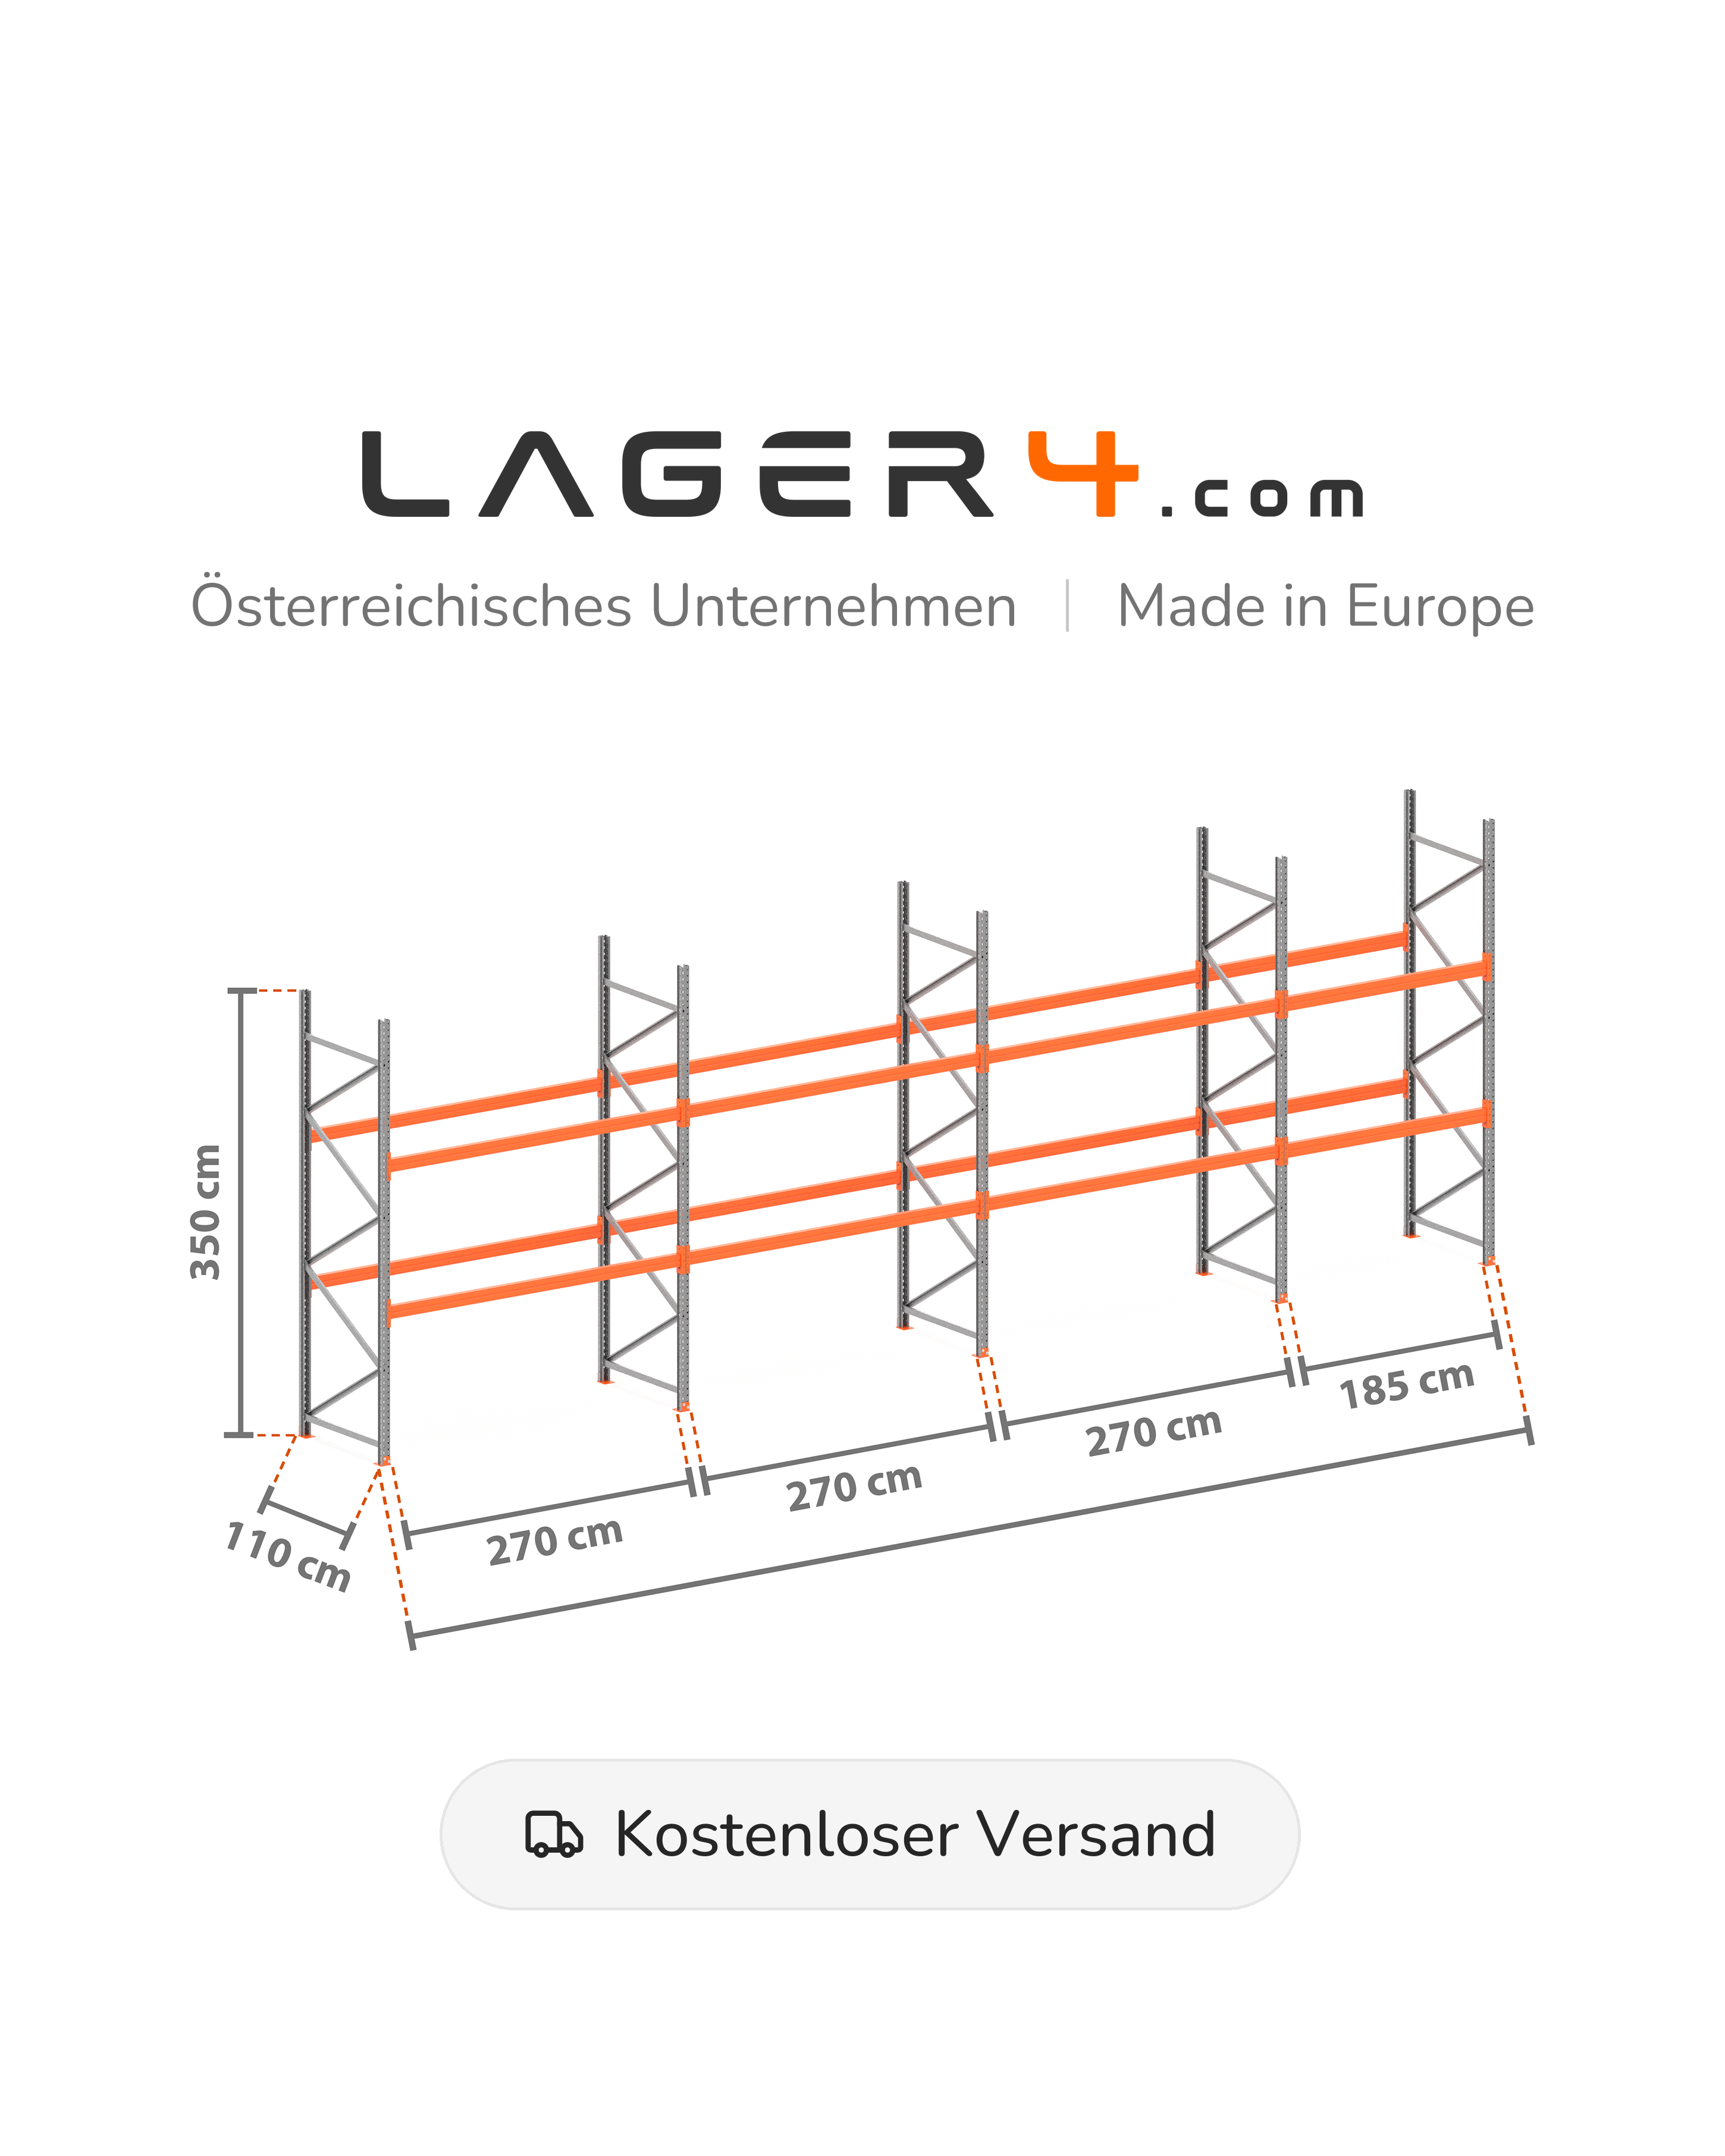 LAGER4.com
Österreichisches Unternehmen | Made in Europe
350 cm
110 cm
270 cm
270 cm
270 cm
185 cm
Kostenloser Versand